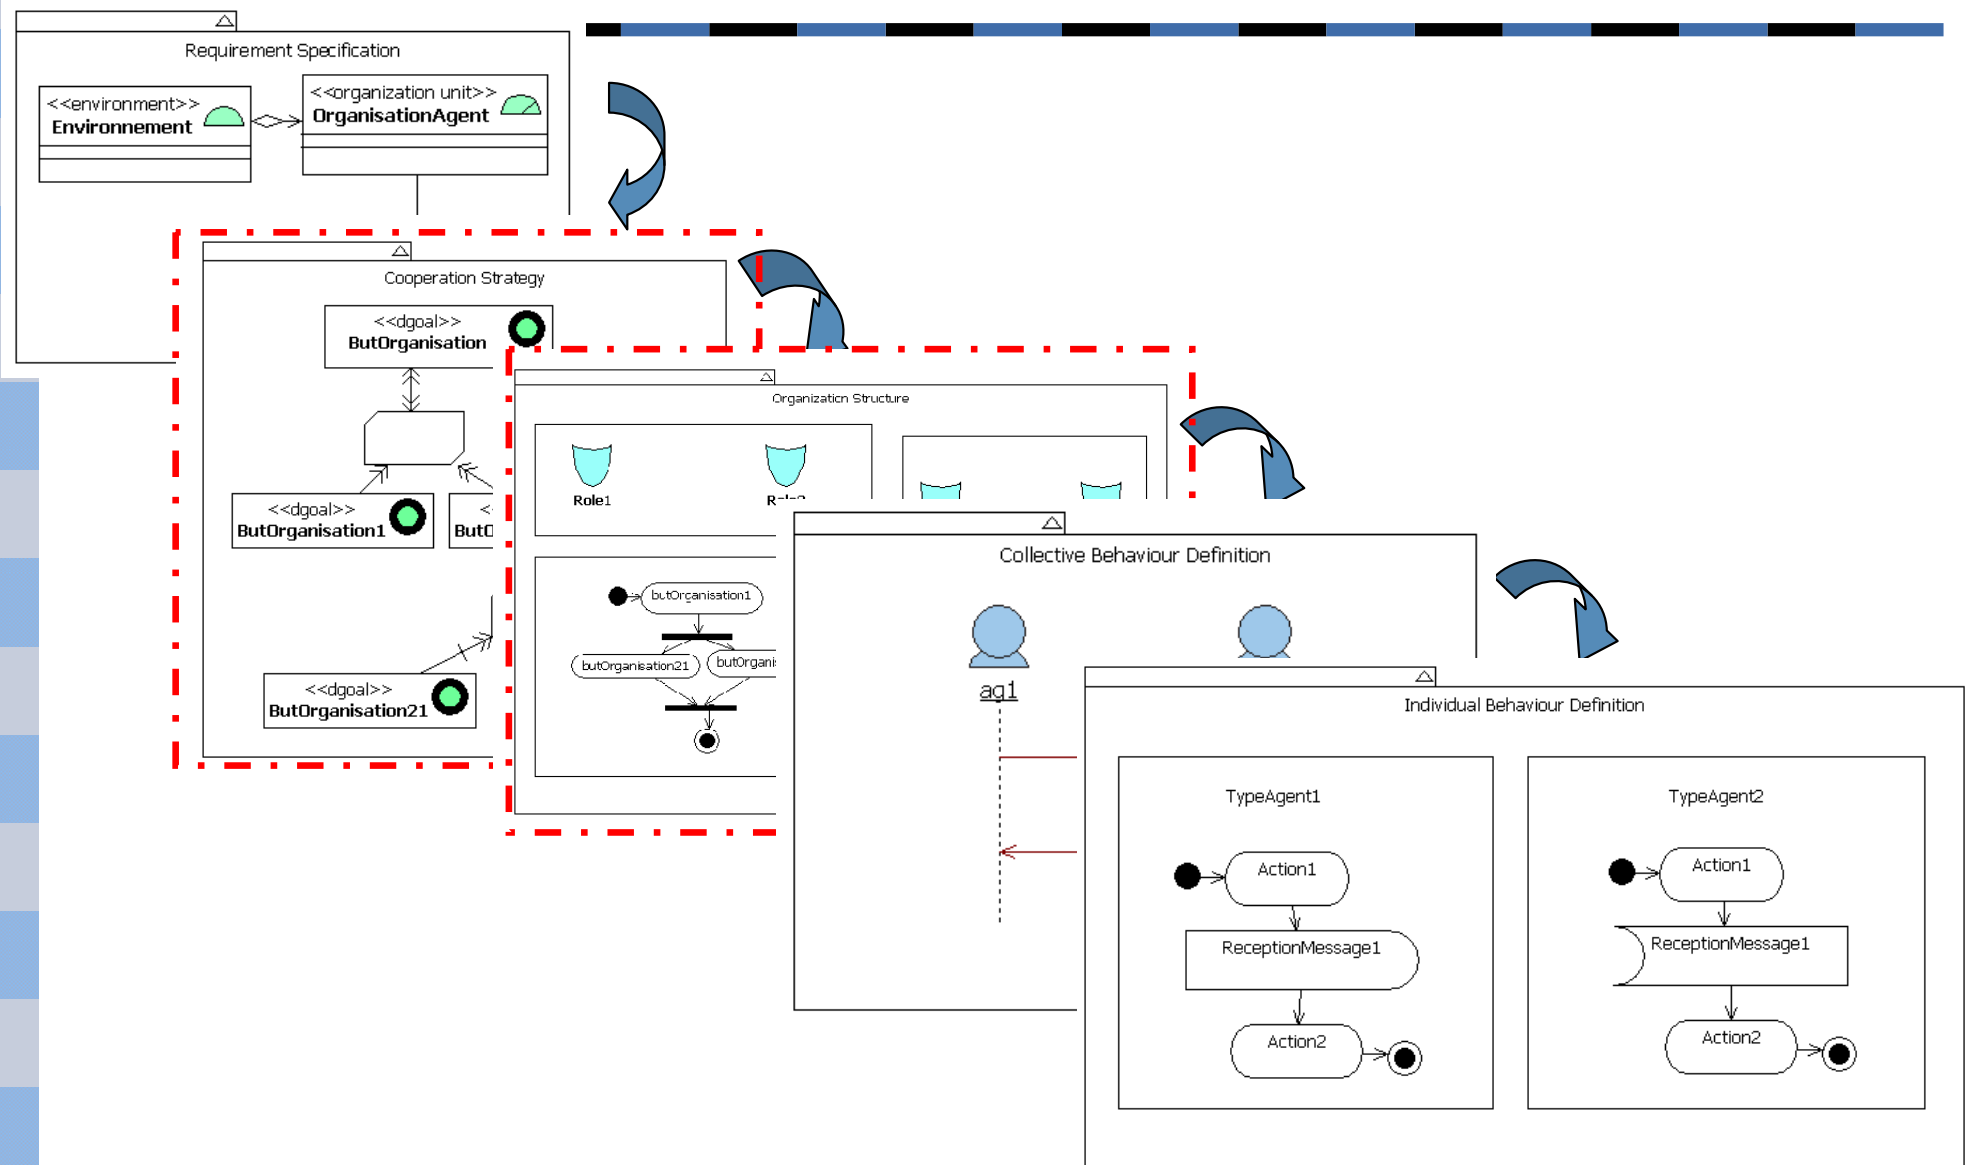 Requirement Specification
<<environment>>
Environnement
<<organization unit>>
OrganisationAgent
Cooperation Strategy
<<dgoal>>
ButOrganisation
<<dgoal>>
ButOrganisation1
<dgoal>>
ButOrganisation21
Organization Structure
Role1
butOrganisation1
butOrganisation21
butOrgani
Collective Behaviour Definition
ag1
Individual Behaviour Definition
TypeAgent1
Action1
ReceptionMessage1
Action2
TypeAgent2
Action1
ReceptionMessage1
Action2